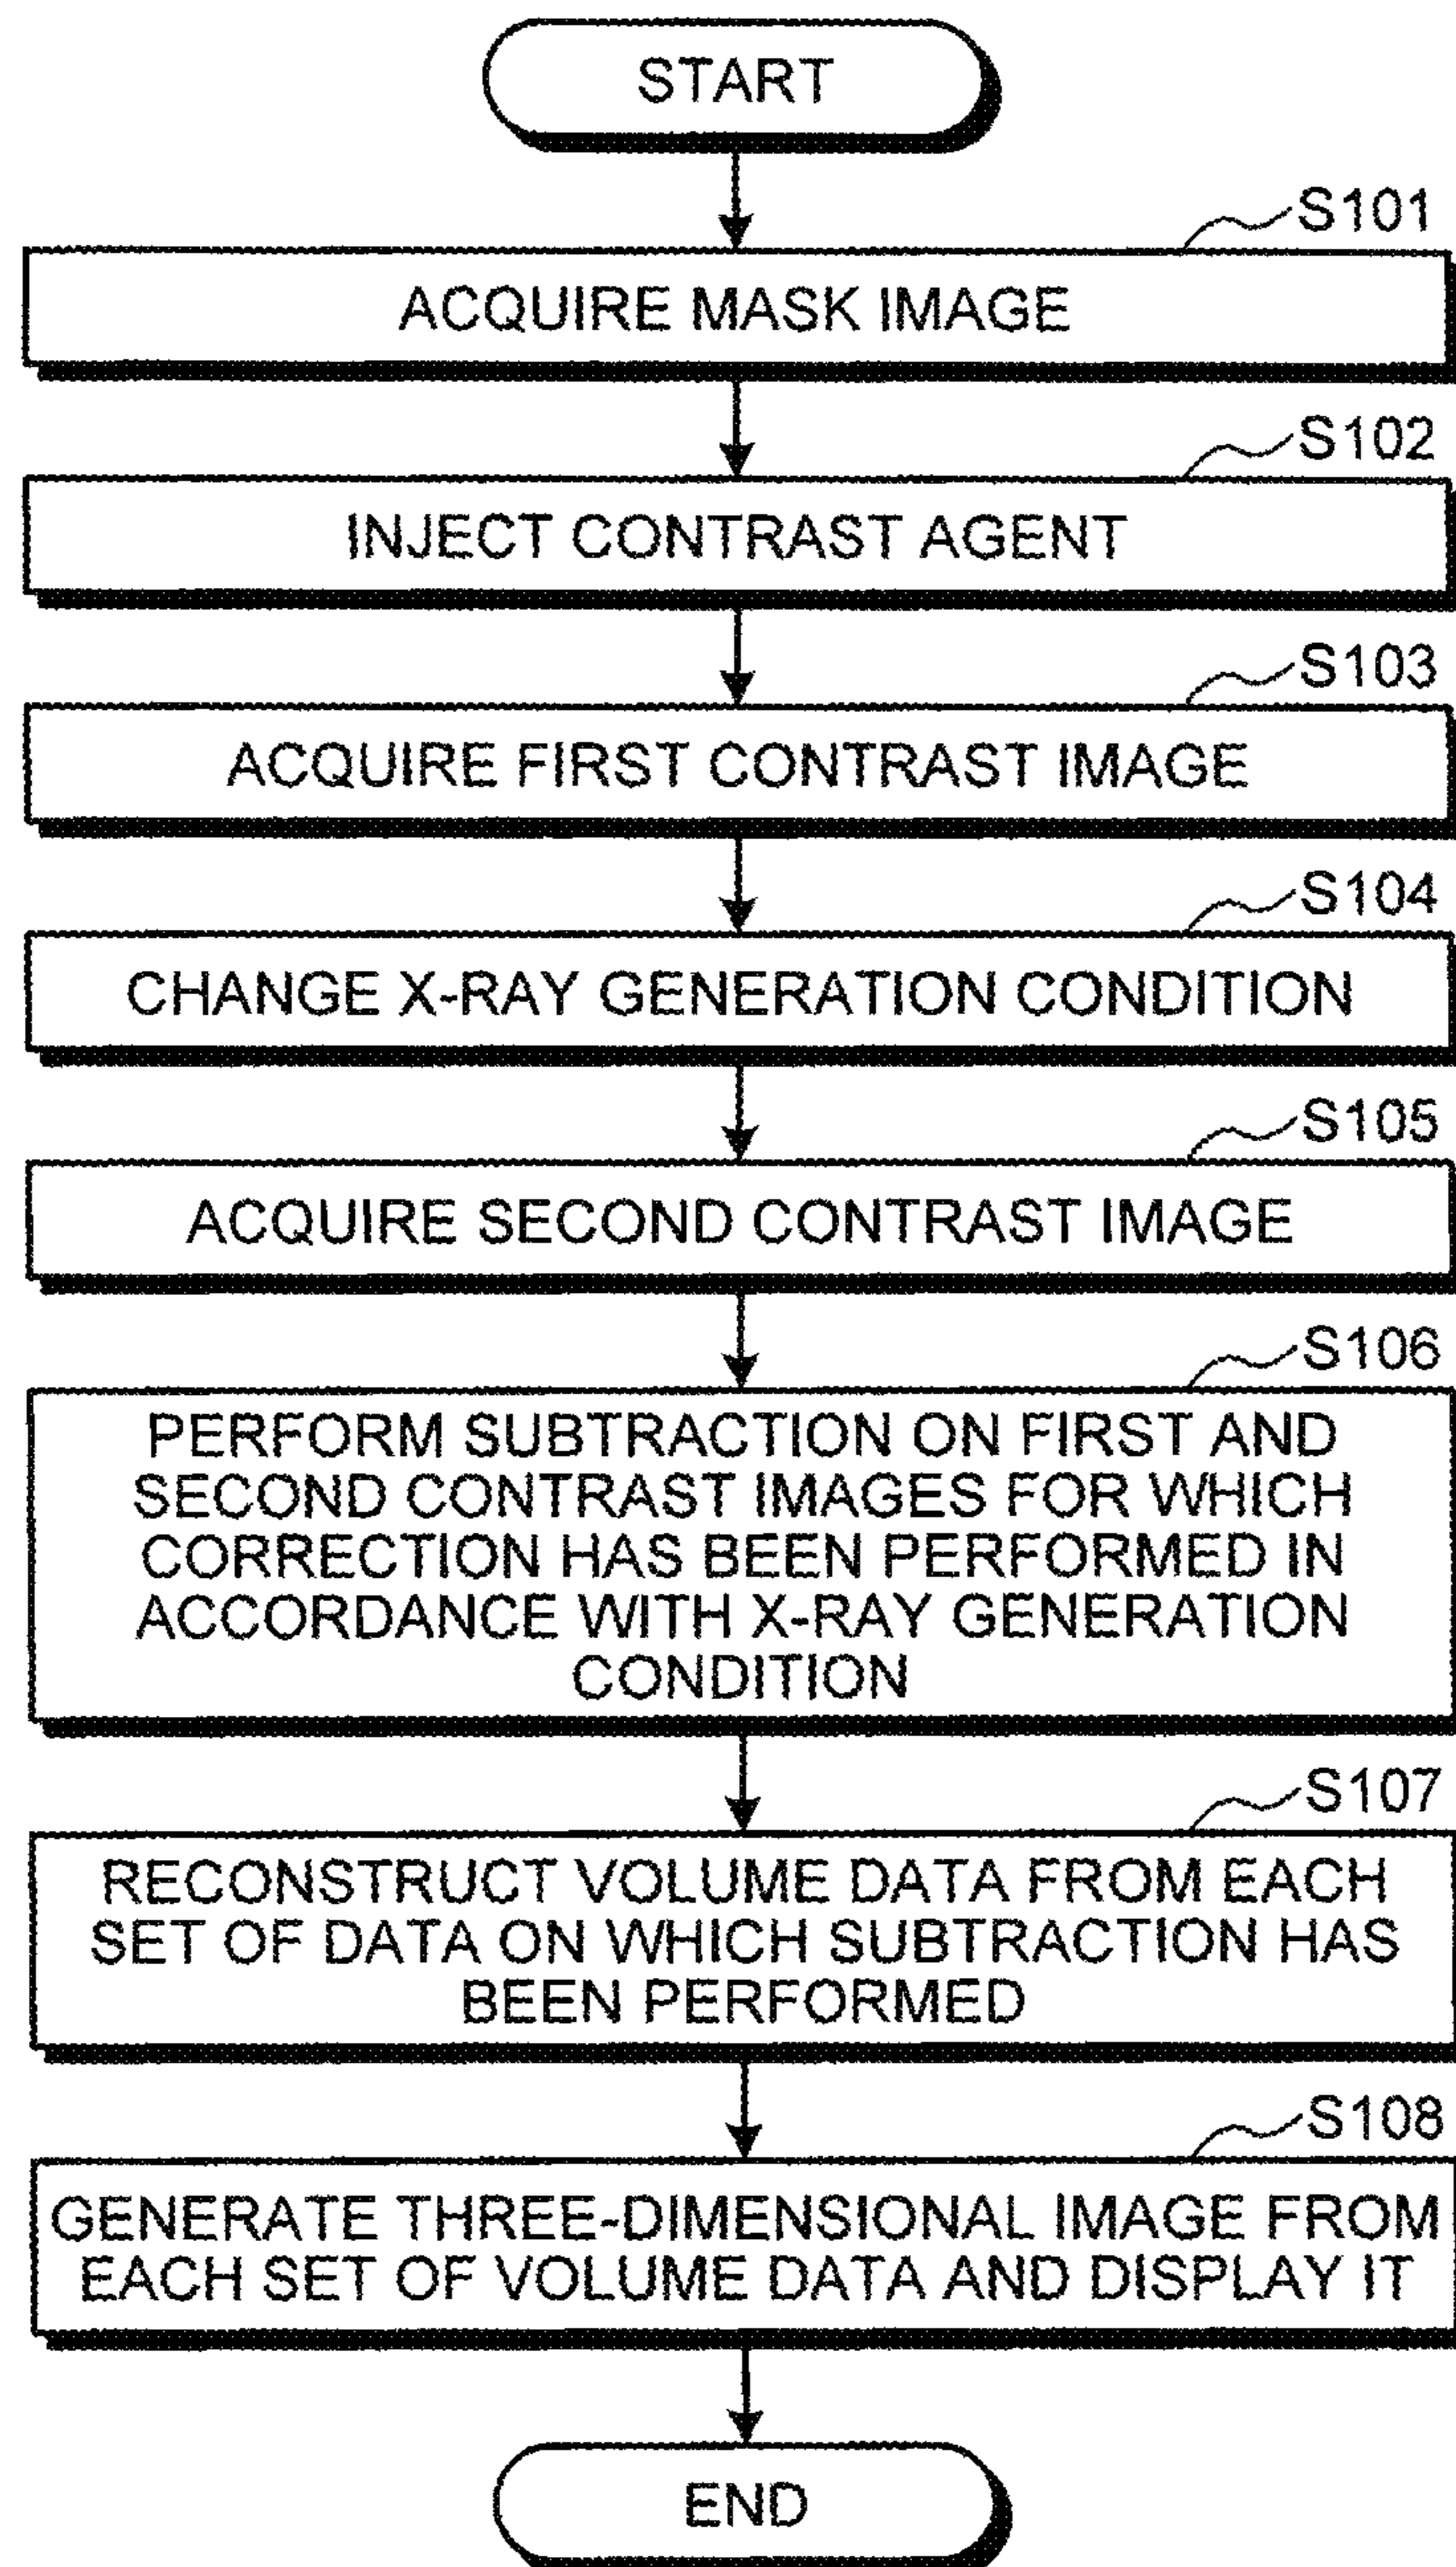 START
S101
ACQUIRE MASK IMAGE
S102
INJECT CONTRAST AGENT
S103
ACQUIRE FIRST CONTRAST IMAGE
S104
CHANGE X-RAY GENERATION CONDITION
S105
ACQUIRE SECOND CONTRAST IMAGE
S106
PERFORM SUBTRACTION ON FIRST AND
SECOND CONTRAST IMAGES FOR WHICH
CORRECTION HAS BEEN PERFORMED IN
ACCORDANCE WITH X-RAY GENERATION
CONDITION
S107
RECONSTRUCT VOLUME DATA FROM EACH
SET OF DATA ON WHICH SUBTRACTION HAS
BEEN PERFORMED
S108
GENERATE THREE-DIMENSIONAL IMAGE FROM
EACH SET OF VOLUME DATA AND DISPLAY IT
END